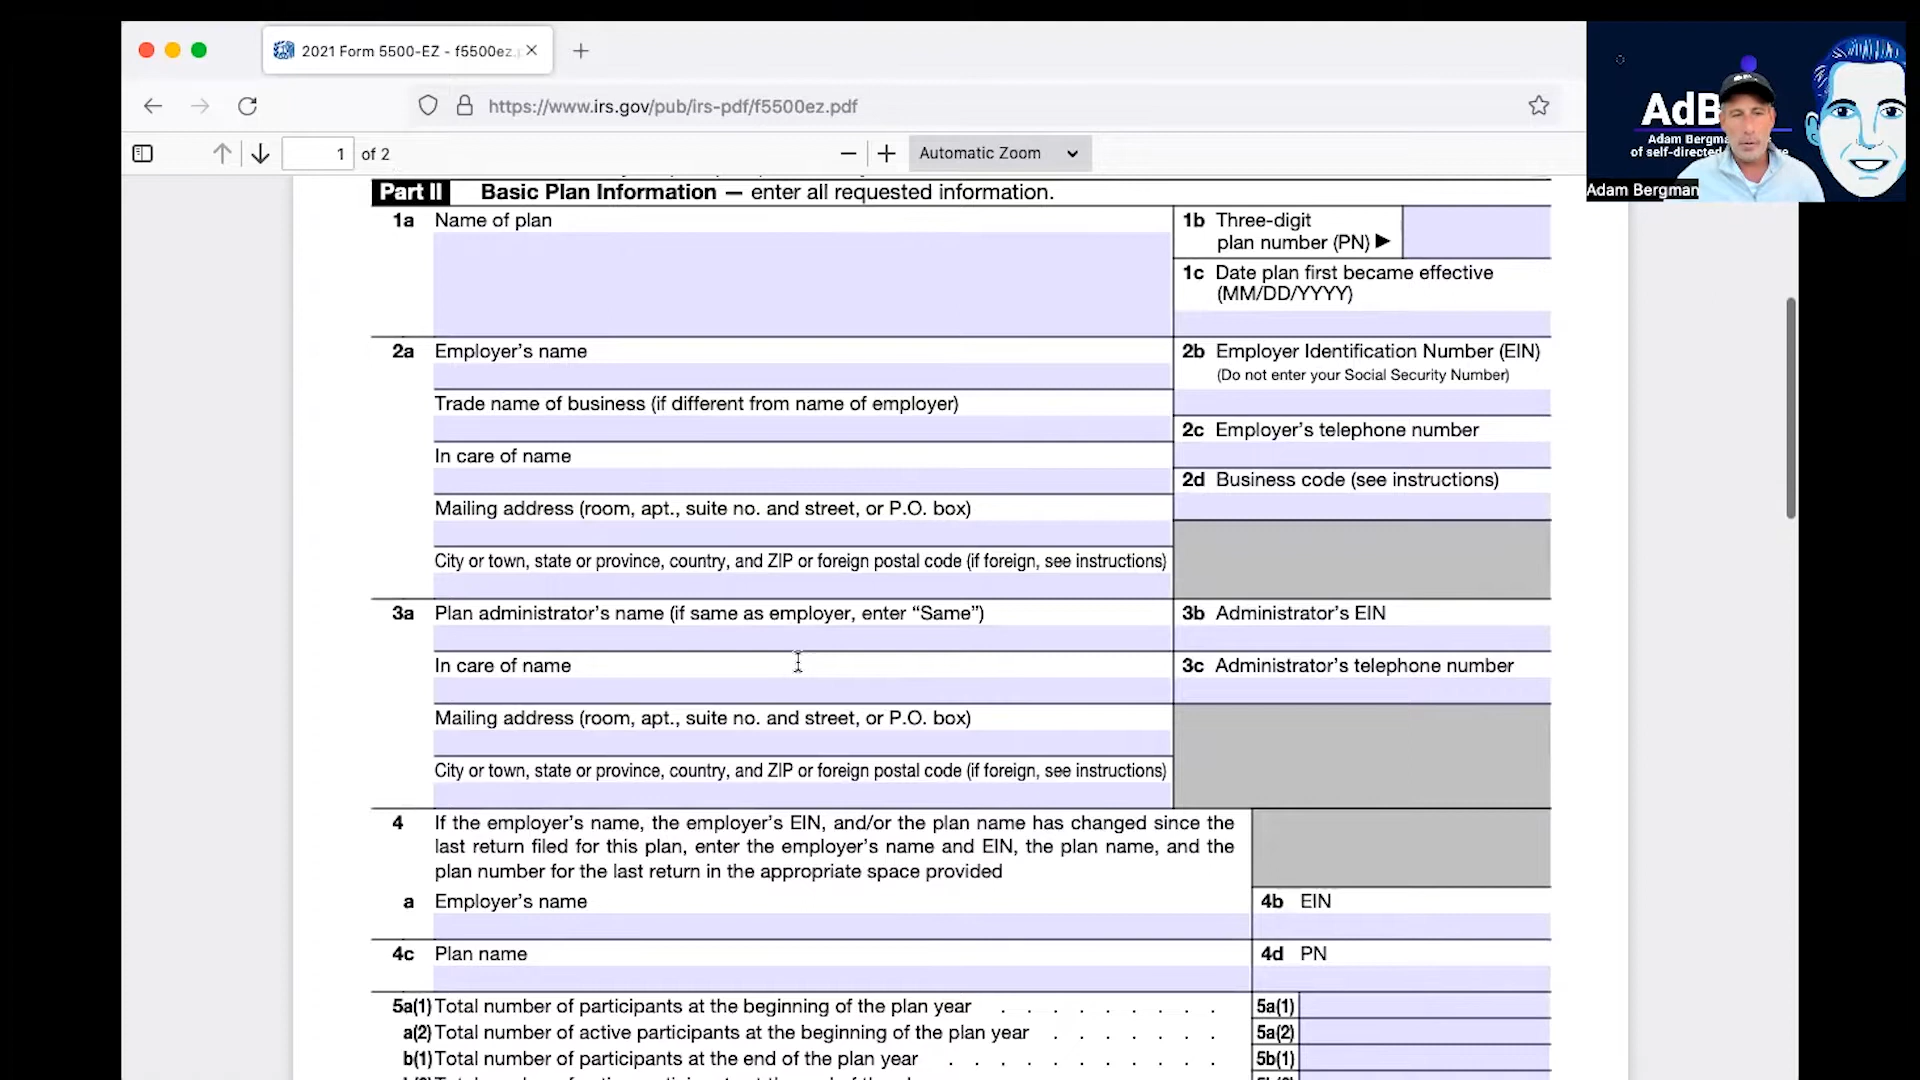 2021 Form 5500-EZ - f5500ez.
https://www.irs.gov/pub/irs-pdf/f5500ez.pdf
1 of 2
Automatic Zoom
AdB
Adam Bergm
of self-directed
Adam Bergman
Part II Basic Plan Information — enter all requested information.
1a Name of plan
1b Three-digit
plan number (PN) ▶
1c Date plan first became effective
(MM/DD/YYYY)
2a Employer’s name
2b Employer Identification Number (EIN)
(Do not enter your Social Security Number)
Trade name of business (if different from name of employer)
2c Employer’s telephone number
In care of name
2d Business code (see instructions)
Mailing address (room, apt., suite no. and street, or P.O. box)
City or town, state or province, country, and ZIP or foreign postal code (if foreign, see instructions)
3a Plan administrator’s name (if same as employer, enter “Same”)
3b Administrator’s EIN
In care of name
3c Administrator’s telephone number
Mailing address (room, apt., suite no. and street, or P.O. box)
City or town, state or province, country, and ZIP or foreign postal code (if foreign, see instructions)
4 If the employer’s name, the employer’s EIN, and/or the plan name has changed since the
last return filed for this plan, enter the employer’s name and EIN, the plan name, and the
plan number for the last return in the appropriate space provided
a Employer’s name
4b EIN
4c Plan name
4d PN
5a(1) Total number of participants at the beginning of the plan year . . . . . . . . . 5a(1)
a(2) Total number of active participants at the beginning of the plan year . . . . . . . 5a(2)
b(1) Total number of participants at the end of the plan year . . . . . . . . . . . 5b(1)